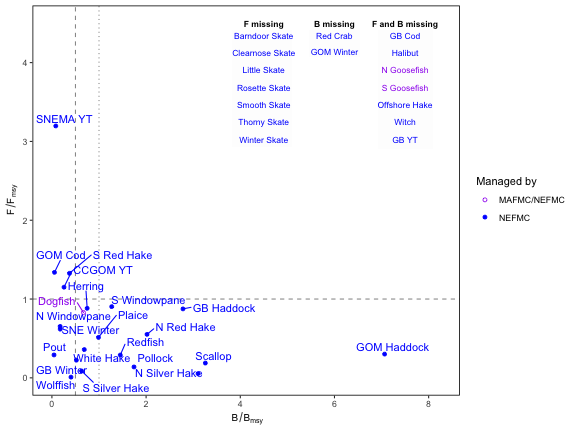 F missing B missing F and B missing
Barndoor Skate Red Crab GB Cod
Clearnose Skate GOM Winter Halibut
Little Skate N Goosefish
Rosette Skate S Goosefish
Smooth Skate Offshore Hake
Thorny Skate Witch
Winter Skate GB YT
SNEMA YT
GOM Cod S Red Hake
CCGOM YT
Herring
Dogfish S Windowpane
GB Haddock
N Windowpane Plaice
SNE Winter N Red Hake
Redfish
Pout GOM Haddock
White Hake Pollock Scallop
GB Winter N Silver Hake
Wolffish S Silver Hake
4
3
2
1
0
0 2 4 6 8
B/Bmsy
F/Fmsy
Managed by
MAFMC/NEFMC
NEFMC